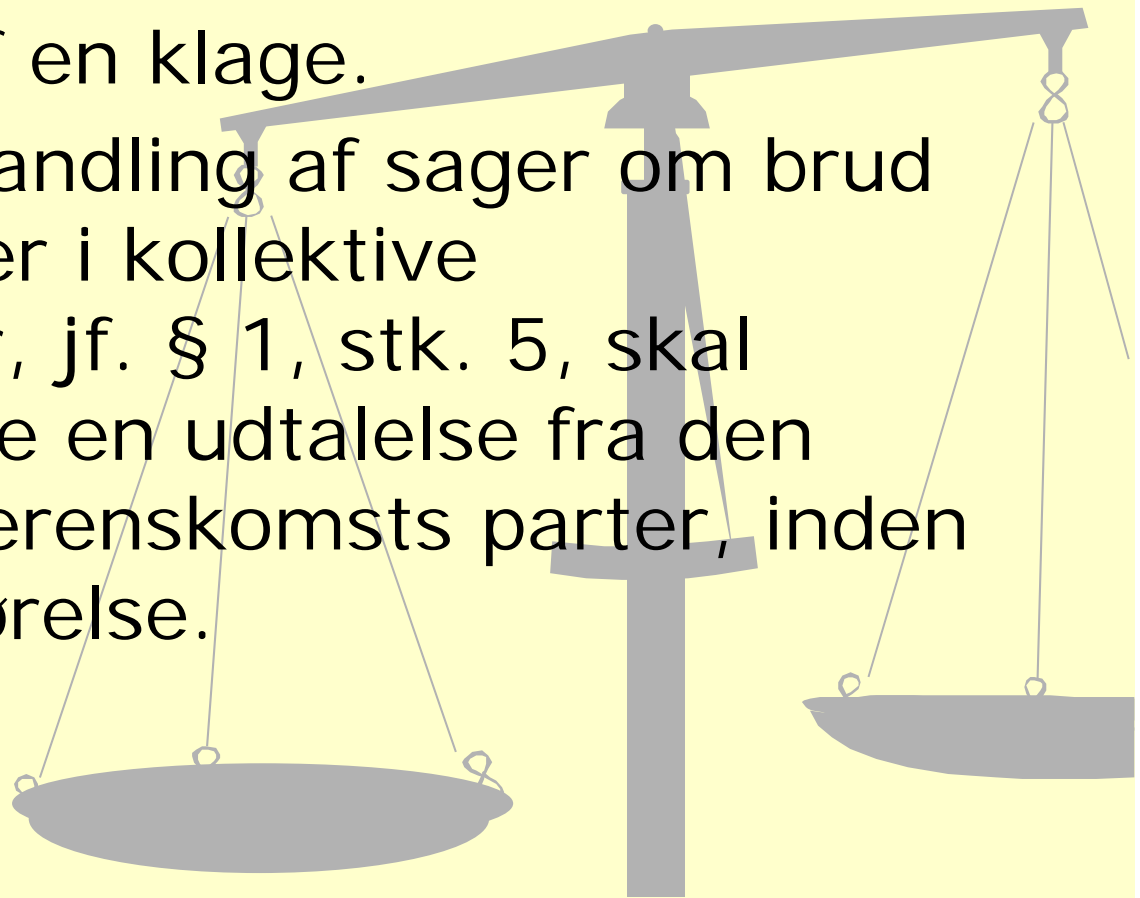 en klage.
andling af sager om brud
er i kollektive
, jf. § 1, stk. 5, skal
e en udtalelse fra den
erenskomsts parter, inden
ørelse.